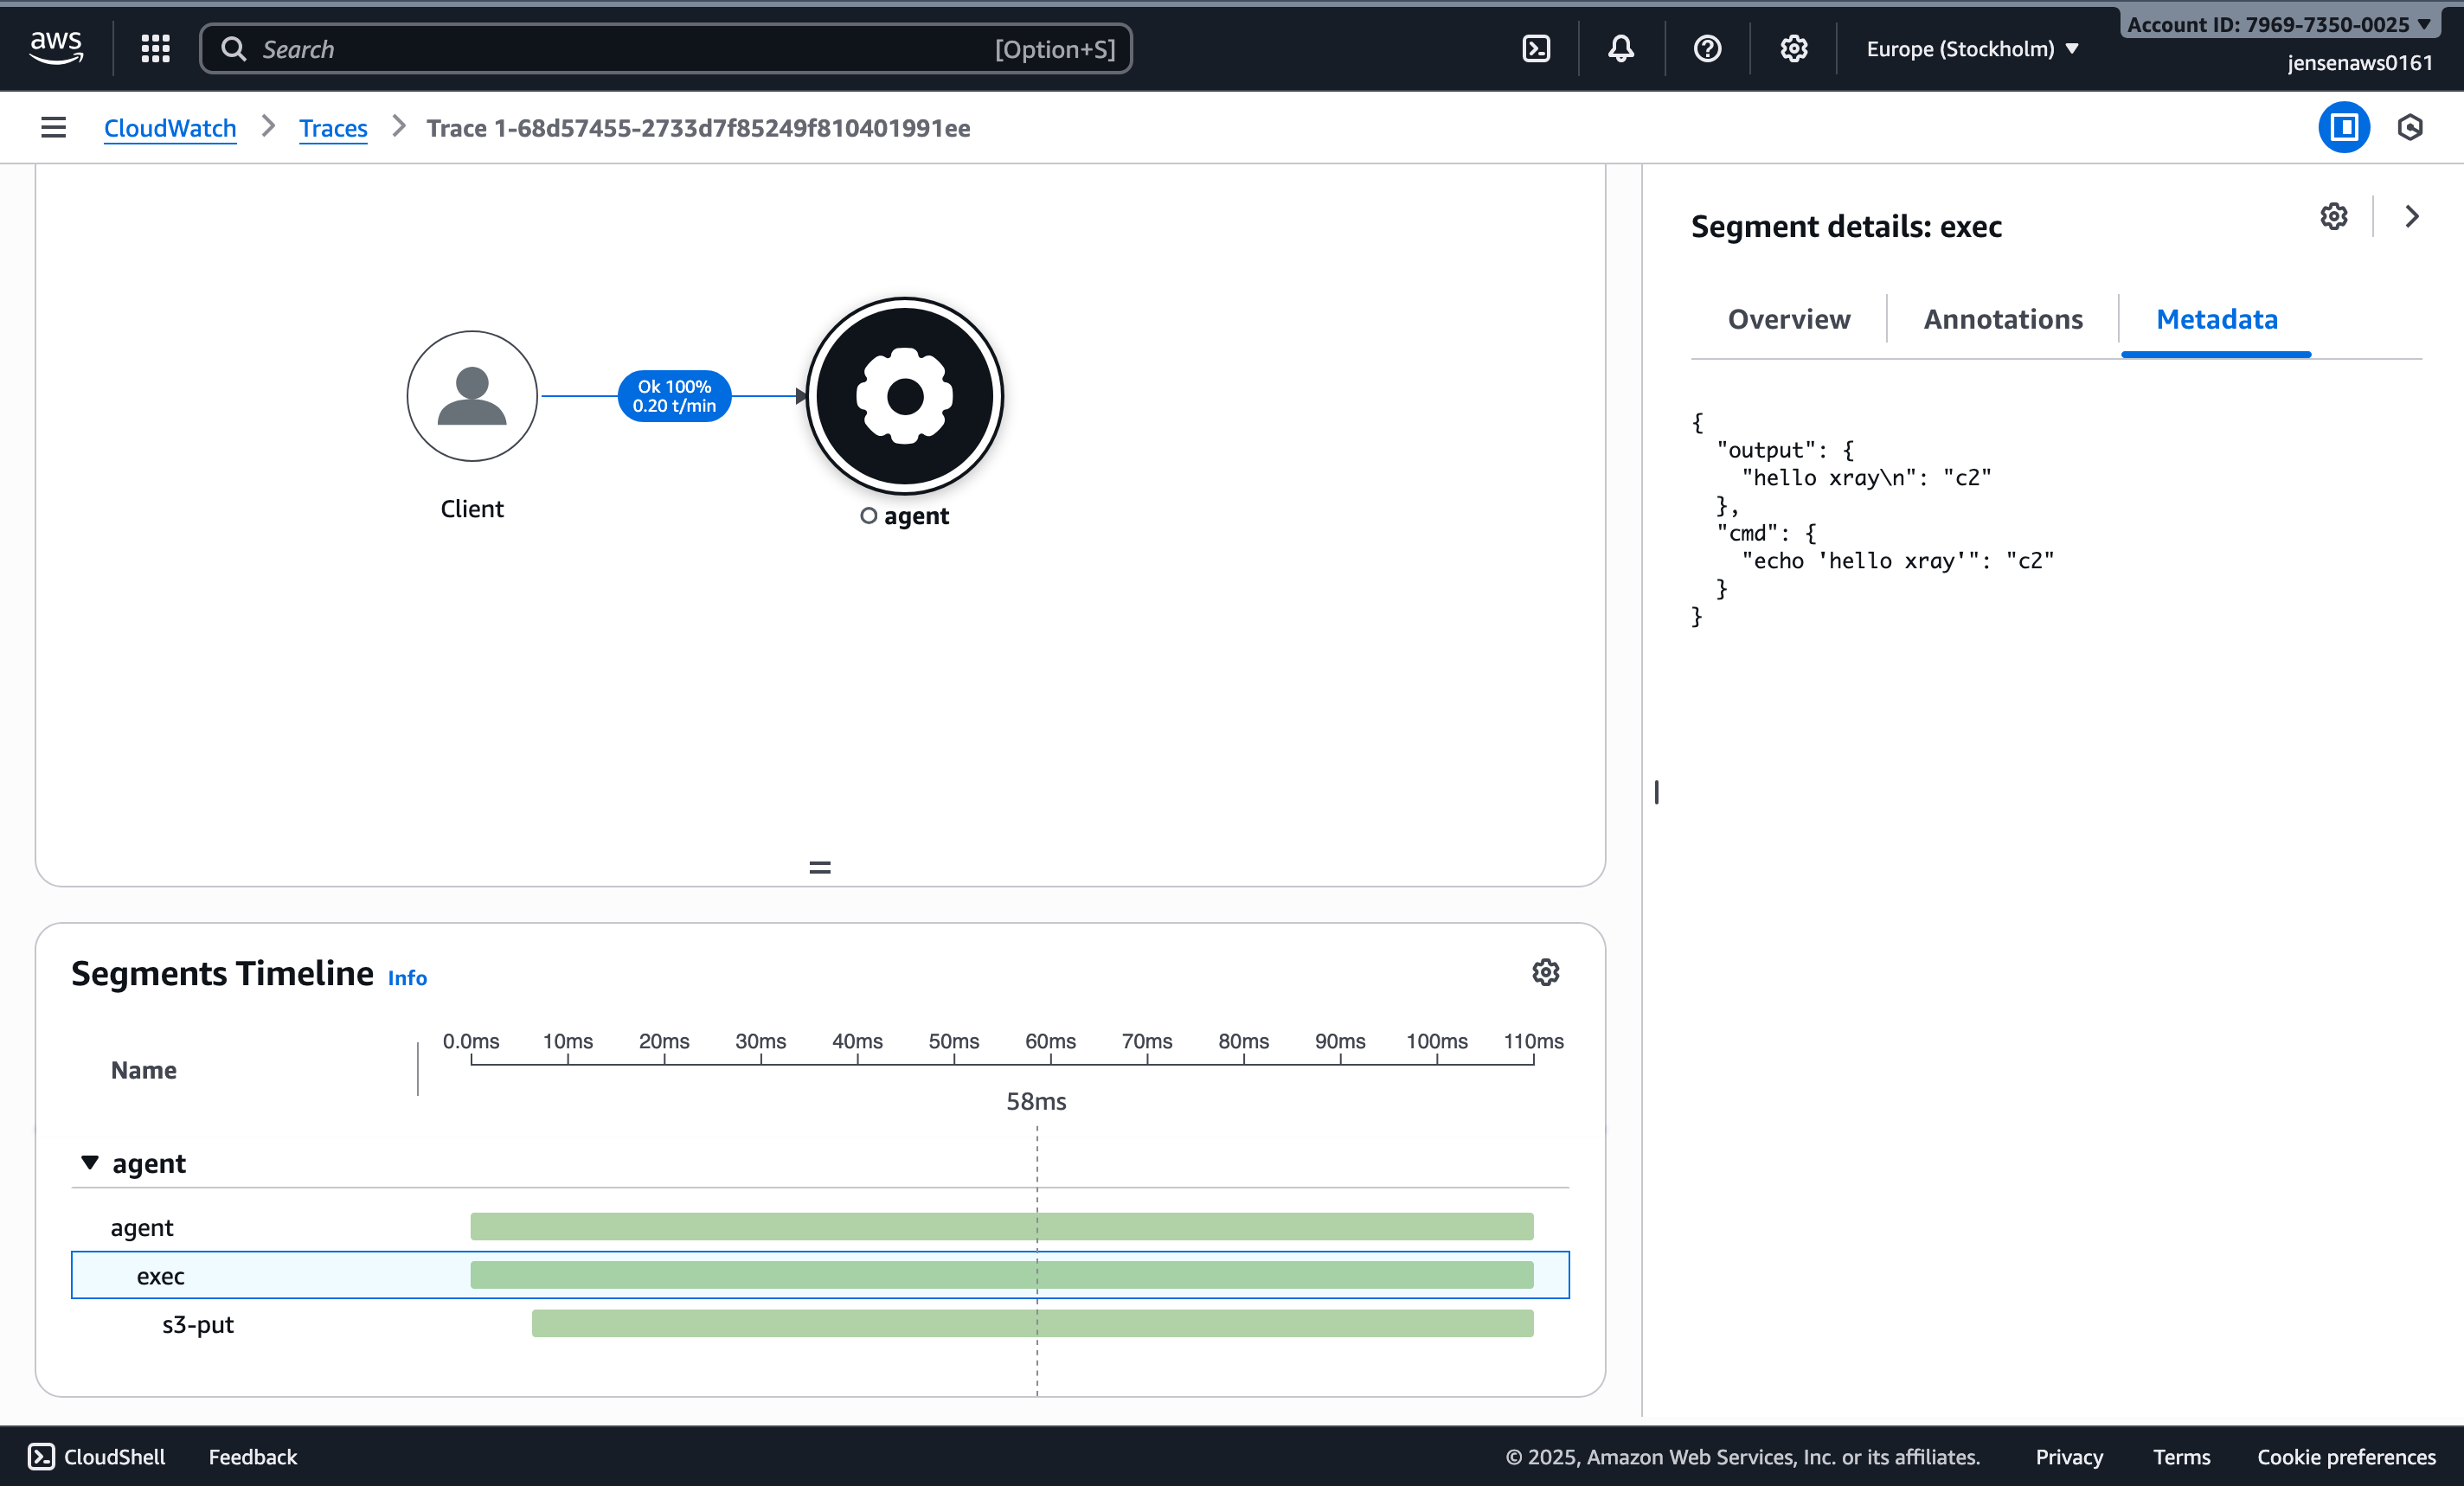 aws
Search
[Option+S]
Europe (Stockholm)
Account ID: 7969-7350-0025
jensenaws0161
CloudWatch
Traces
Trace 1-68d57455-2733d7f85249f810401991ee
Client
Ok 100%
0.20 t/min
agent
Segment details: exec
Overview
Annotations
Metadata
{
"output": {
"hello xray\n": "c2"
},
"cmd": {
"echo 'hello xray'": "c2"
}
}
Segments Timeline Info
Name
0.0ms 10ms 20ms 30ms 40ms 50ms 60ms 70ms 80ms 90ms 100ms 110ms
58ms
agent
agent
exec
s3-put
CloudShell Feedback © 2025, Amazon Web Services, Inc. or its affiliates. Privacy Terms Cookie preferences